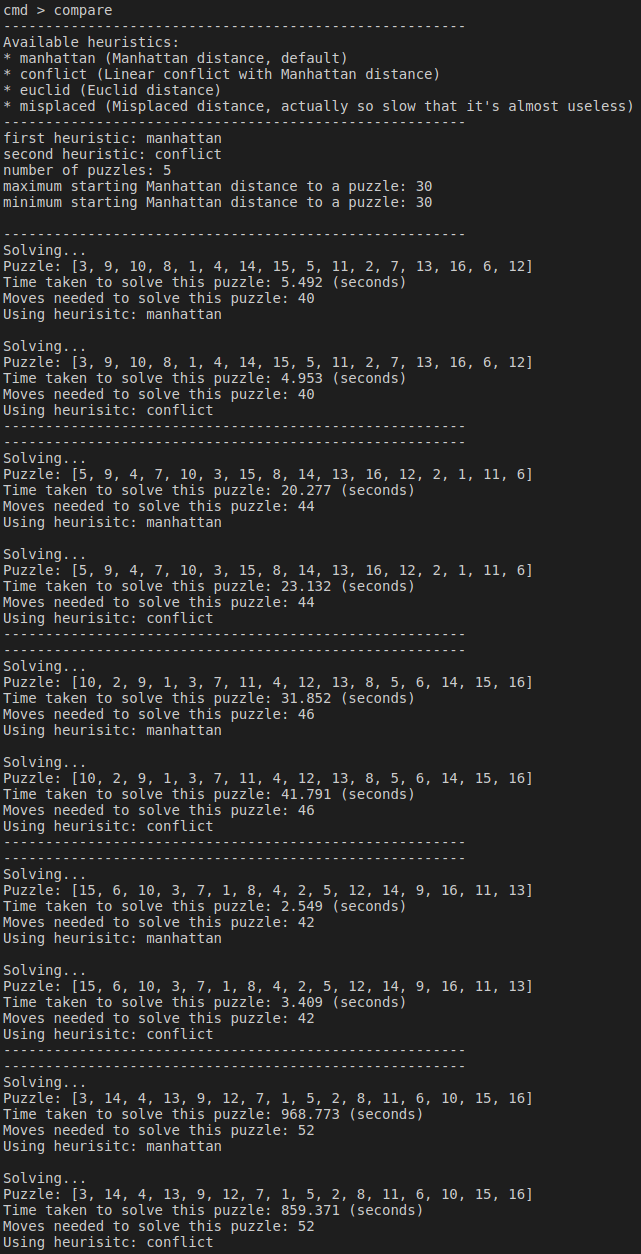 cmd > compare
-------------------------------------------------------
Available heuristics:
* manhattan (Manhattan distance, default)
* conflict (Linear conflict with Manhattan distance)
* euclid (Euclid distance)
* misplaced (Misplaced distance, actually so slow that it's almost useless)
-------------------------------------------------------
first heuristic: manhattan
second heuristic: conflict
number of puzzles: 5
maximum starting Manhattan distance to a puzzle: 30
minimum starting Manhattan distance to a puzzle: 30
-------------------------------------------------------
Solving...
Puzzle: [3, 9, 10, 8, 1, 4, 14, 15, 5, 11, 2, 7, 13, 16, 6, 12]
Time taken to solve this puzzle: 5.492 (seconds)
Moves needed to solve this puzzle: 40
Using heurisitc: manhattan
Solving...
Puzzle: [3, 9, 10, 8, 1, 4, 14, 15, 5, 11, 2, 7, 13, 16, 6, 12]
Time taken to solve this puzzle: 4.953 (seconds)
Moves needed to solve this puzzle: 40
Using heurisitc: conflict
-------------------------------------------------------
-------------------------------------------------------
Solving...
Puzzle: [5, 9, 4, 7, 10, 3, 15, 8, 14, 13, 16, 12, 2, 1, 11, 6]
Time taken to solve this puzzle: 20.277 (seconds)
Moves needed to solve this puzzle: 44
Using heurisitc: manhattan
Solving...
Puzzle: [5, 9, 4, 7, 10, 3, 15, 8, 14, 13, 16, 12, 2, 1, 11, 6]
Time taken to solve this puzzle: 23.132 (seconds)
Moves needed to solve this puzzle: 44
Using heurisitc: conflict
-------------------------------------------------------
-------------------------------------------------------
Solving...
Puzzle: [10, 2, 9, 1, 3, 7, 11, 4, 12, 13, 8, 5, 6, 14, 15, 16]
Time taken to solve this puzzle: 31.852 (seconds)
Moves needed to solve this puzzle: 46
Using heurisitc: manhattan
Solving...
Puzzle: [10, 2, 9, 1, 3, 7, 11, 4, 12, 13, 8, 5, 6, 14, 15, 16]
Time taken to solve this puzzle: 41.791 (seconds)
Moves needed to solve this puzzle: 46
Using heurisitc: conflict
-------------------------------------------------------
-------------------------------------------------------
Solving...
Puzzle: [15, 6, 10, 3, 7, 1, 8, 4, 2, 5, 12, 14, 9, 16, 11, 13]
Time taken to solve this puzzle: 2.549 (seconds)
Moves needed to solve this puzzle: 42
Using heurisitc: manhattan
Solving...
Puzzle: [15, 6, 10, 3, 7, 1, 8, 4, 2, 5, 12, 14, 9, 16, 11, 13]
Time taken to solve this puzzle: 3.409 (seconds)
Moves needed to solve this puzzle: 42
Using heurisitc: conflict
-------------------------------------------------------
-------------------------------------------------------
Solving...
Puzzle: [3, 14, 4, 13, 9, 12, 7, 1, 5, 2, 8, 11, 6, 10, 15, 16]
Time taken to solve this puzzle: 968.773 (seconds)
Moves needed to solve this puzzle: 52
Using heurisitc: manhattan
Solving...
Puzzle: [3, 14, 4, 13, 9, 12, 7, 1, 5, 2, 8, 11, 6, 10, 15, 16]
Time taken to solve this puzzle: 859.371 (seconds)
Moves needed to solve this puzzle: 52
Using heurisitc: conflict